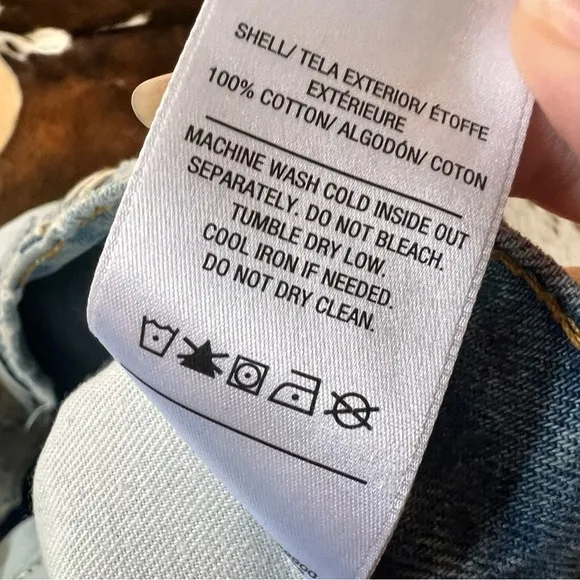 SHELL/ TELA EXTERIOR/ ÉTOFFE
EXTÉRIEURE
100% COTTON/ ALGODÓN/ COTON
MACHINE WASH COLD INSIDE OUT
SEPARATELY. DO NOT BLEACH.
TUMBLE DRY LOW.
COOL IRON IF NEEDED.
DO NOT DRY CLEAN.